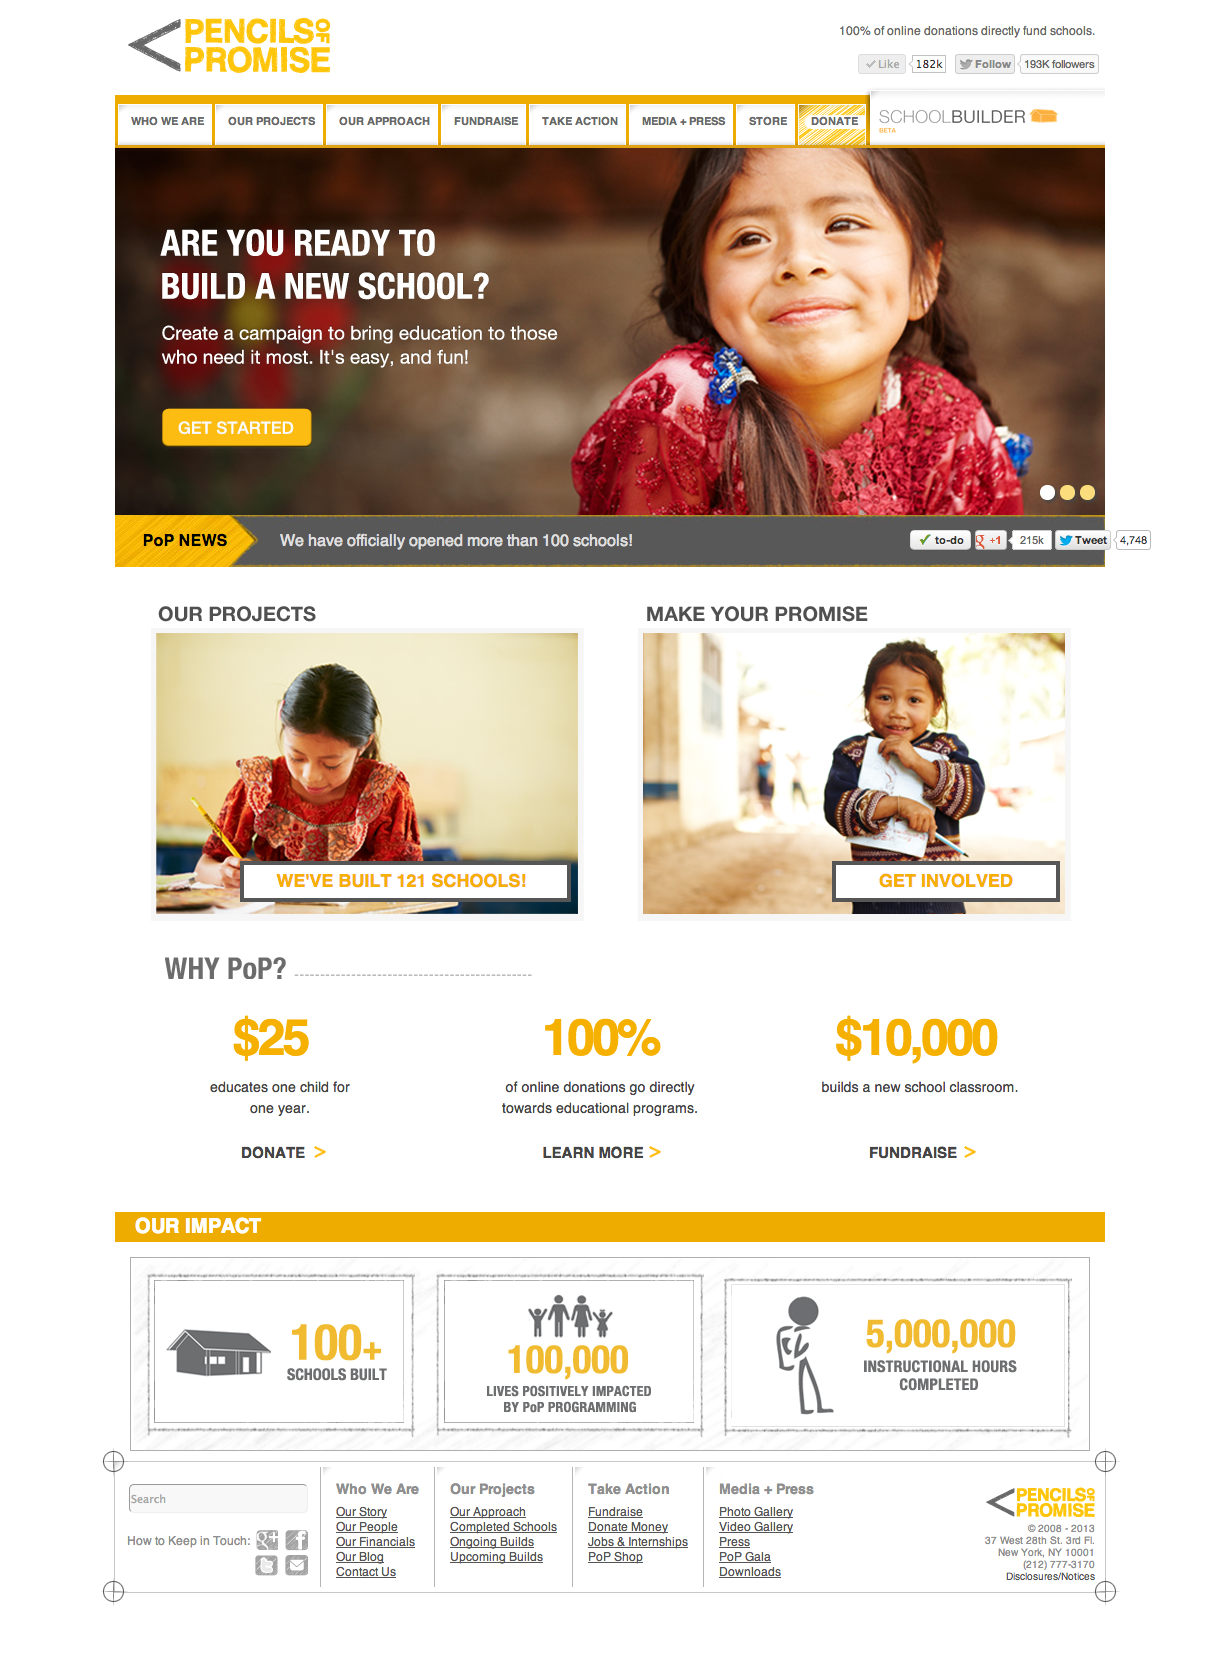 PENCILS OF
PROMISE
100% of online donations directly fund schools.
Like 182k Follow 193K followers
WHO WE ARE OUR PROJECTS OUR APPROACH FUNDRAISE TAKE ACTION MEDIA + PRESS STORE DONATE SCHOOLBUILDER
BETA
ARE YOU READY TO
BUILD A NEW SCHOOL?
Create a campaign to bring education to those
who need it most. It's easy, and fun!
GET STARTED
PoP NEWS We have officially opened more than 100 schools! to-do g +1 215k Tweet 4,748
OUR PROJECTS
WE'VE BUILT 121 SCHOOLS!
MAKE YOUR PROMISE
GET INVOLVED
WHY PoP?
$25
educates one child for
one year.
DONATE >
100%
of online donations go directly
towards educational programs.
LEARN MORE >
$10,000
builds a new school classroom.
FUNDRAISE >
OUR IMPACT
100+
SCHOOLS BUILT
100,000
LIVES POSITIVELY IMPACTED
BY PoP PROGRAMMING
5,000,000
INSTRUCTIONAL HOURS
COMPLETED
Search
How to Keep in Touch:
Who We Are
Our Story
Our People
Our Financials
Our Blog
Contact Us
Our Projects
Our Approach
Completed Schools
Ongoing Builds
Upcoming Builds
Take Action
Fundraise
Donate Money
Jobs & Internships
PoP Shop
Media + Press
Photo Gallery
Video Gallery
Press
PoP Gala
Downloads
PENCILS OF
PROMISE
© 2008 - 2013
37 West 28th St. 3rd Fl.
New York, NY 10001
(212) 777-3170
Disclosures/Notices